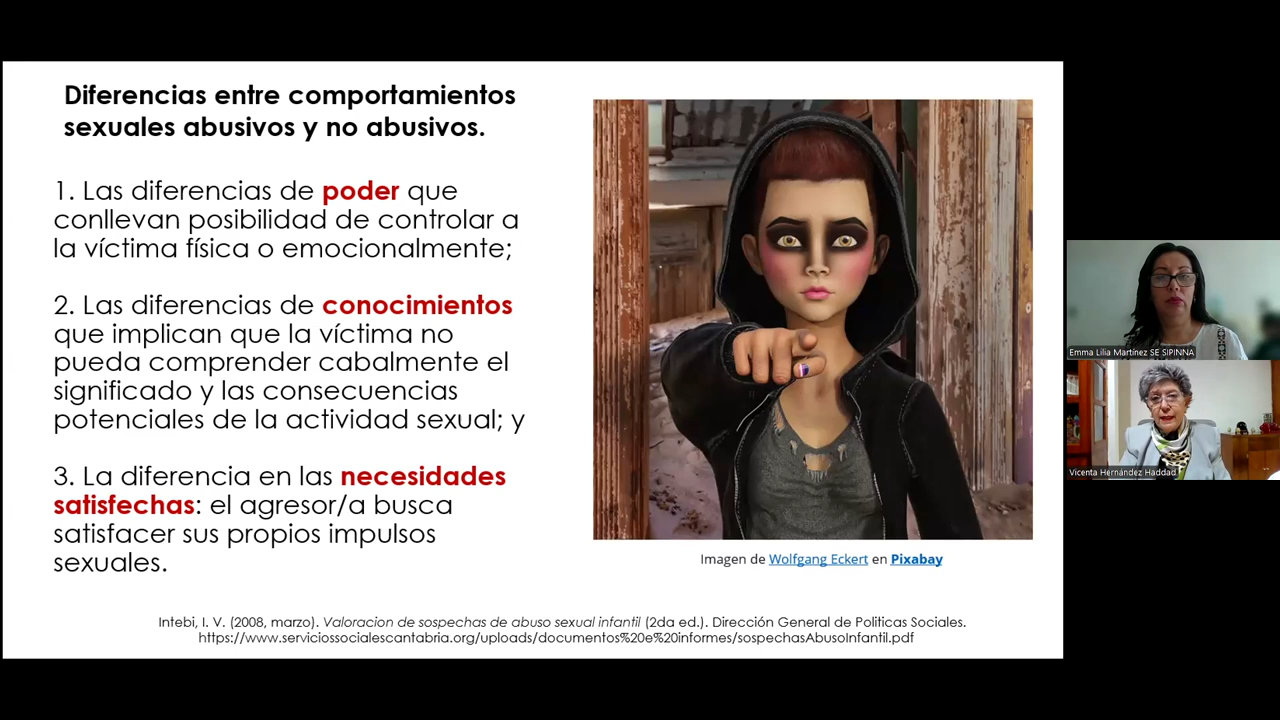 Diferencias entre comportamientos
sexuales abusivos y no abusivos.
1. Las diferencias de poder que
conllevan posibilidad de controlar a
la víctima física o emocionalmente;
2. Las diferencias de conocimientos
que implican que la víctima no
pueda comprender cabalmente el
significado y las consecuencias
potenciales de la actividad sexual; y
3. La diferencia en las necesidades
satisfechas: el agresor/a busca
satisfacer sus propios impulsos
sexuales.
Imagen de Wolfgang Eckert en Pixabay
Intebi, I. V. (2008, marzo). Valoracion de sospechas de abuso sexual infantil (2da ed.). Dirección General de Politicas Sociales.
https://www.serviciossocialescantabria.org/uploads/documentos%20e%20informes/sospechasAbusoInfantil.pdf
Emma Lilia Martínez SE SIPINNA
Vicenta Hernández Haddad